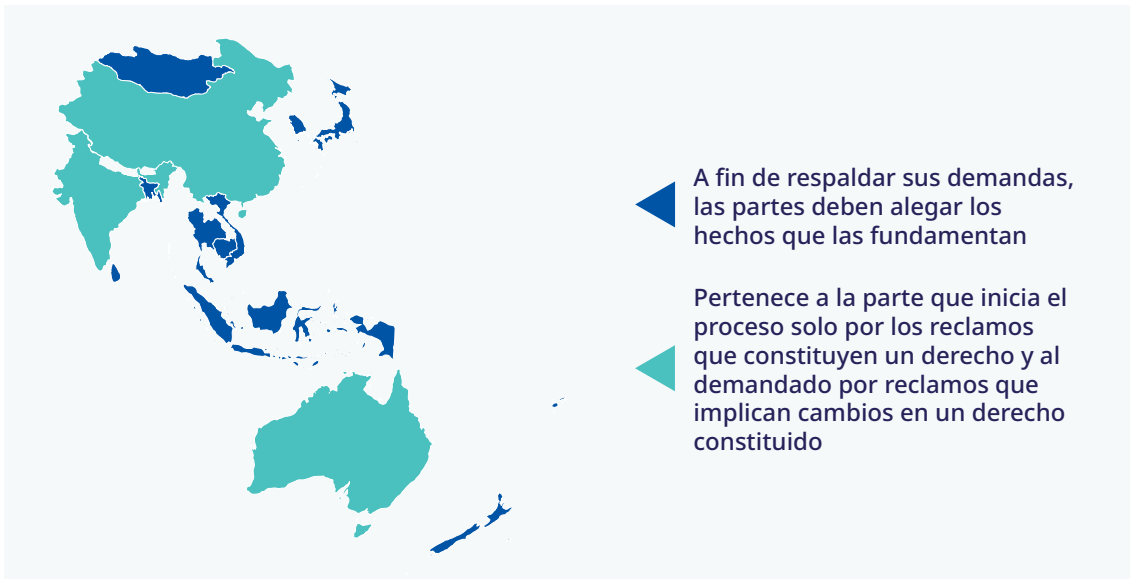 A fin de respaldar sus demandas,
las partes deben alegar los
hechos que las fundamentan
Pertenece a la parte que inicia el
proceso solo por los reclamos
que constituyen un derecho y al
demandado por reclamos que
implican cambios en un derecho
constituido